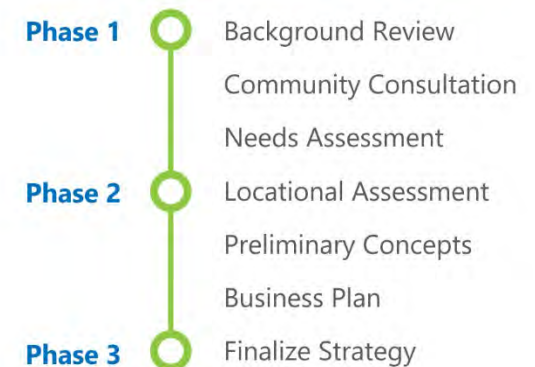 Phase 1 Background Review
Community Consultation
Needs Assessment
Phase 2 Locational Assessment
Preliminary Concepts
Business Plan
Phase 3 Finalize Strategy